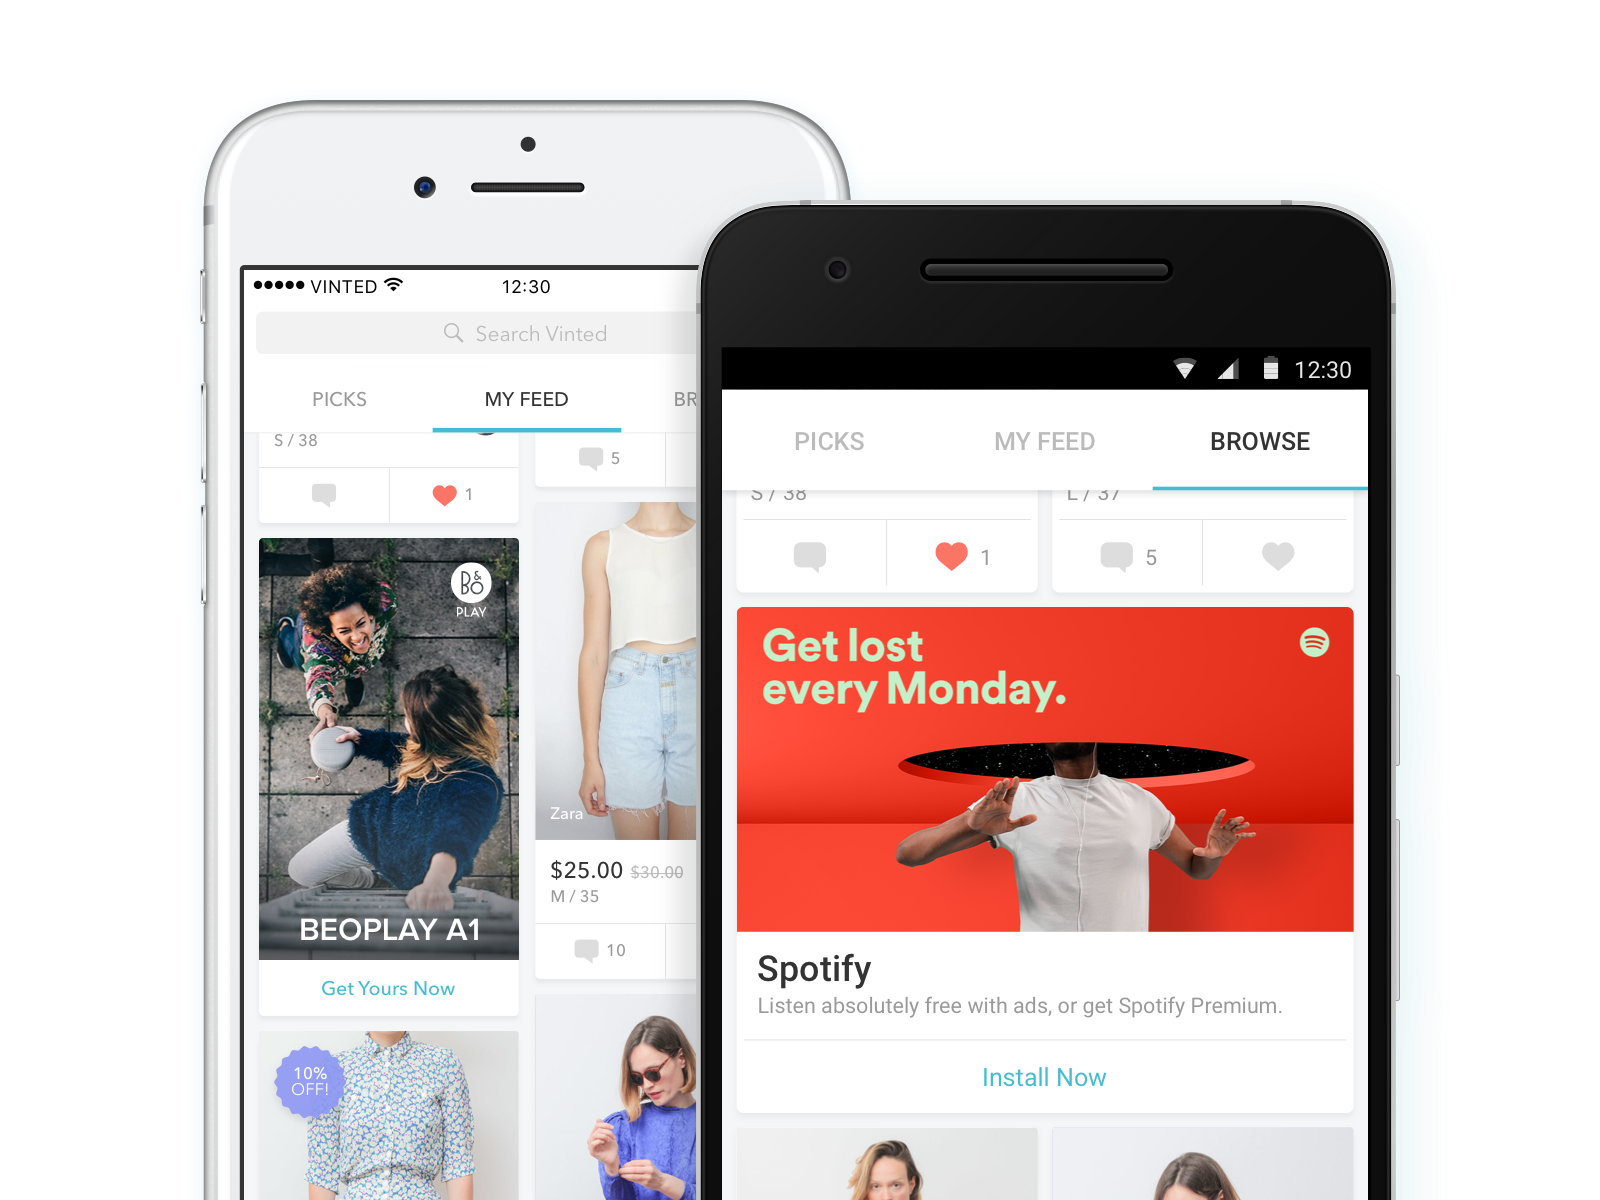 VINTED
12:30
Search Vinted
PICKS
MY FEED
BR
S / 38
1
5
B&O
PLAY
BEOPLAY A1
Get Yours Now
10%
OFF!
Zara
$25.00 $30.00
M / 35
10
12:30
PICKS
MY FEED
BROWSE
S / 38
L / 37
1
5
Get lost
every Monday.
Spotify
Listen absolutely free with ads, or get Spotify Premium.
Install Now